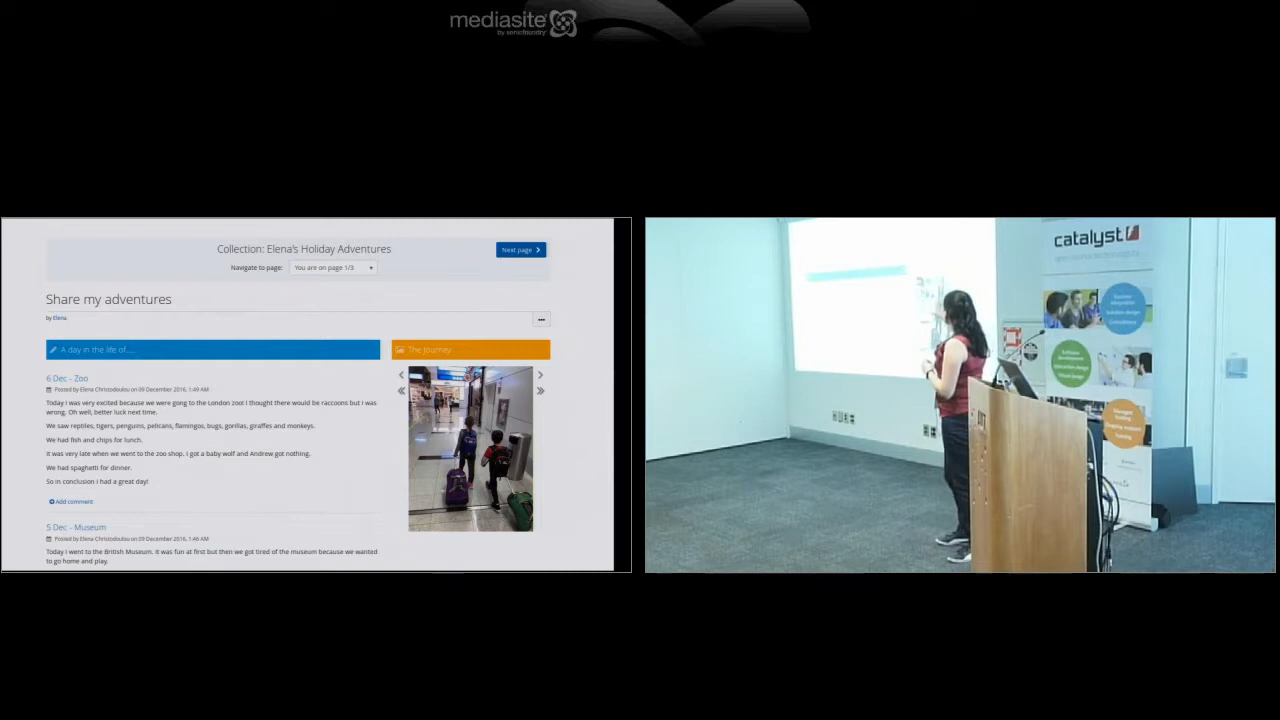 mediasite
by sonicfoundry
Collection: Elena's Holiday Adventures
Next page
Navigate to page:
You are on page 1/3
Share my adventures
by Elena
A day in the life of.....
The Journey
6 Dec - Zoo
Posted by Elena Christodoulou on 09 December 2016, 1:49 AM
Today i was very excited because we were gong to the London zoo! I thought there would be raccoons but i was
wrong. Oh well, better luck next time.
We saw reptiles, tigers, penguins, pelicans, flamingos, bugs, gorillas, giraffes and monkeys.
We had fish and chips for lunch.
It was very late when we went to the zoo shop. I got a baby wolf and Andrew got nothing.
We had spaghetti for dinner.
So in conclusion i had a great day!
Add comment
5 Dec - Museum
Posted by Elena Christodoulou on 09 December 2016, 1:46 AM
Today I went to the British Museum. It was fun at first but then we got tired of the museum because we wanted
to go home and play.
catalyst